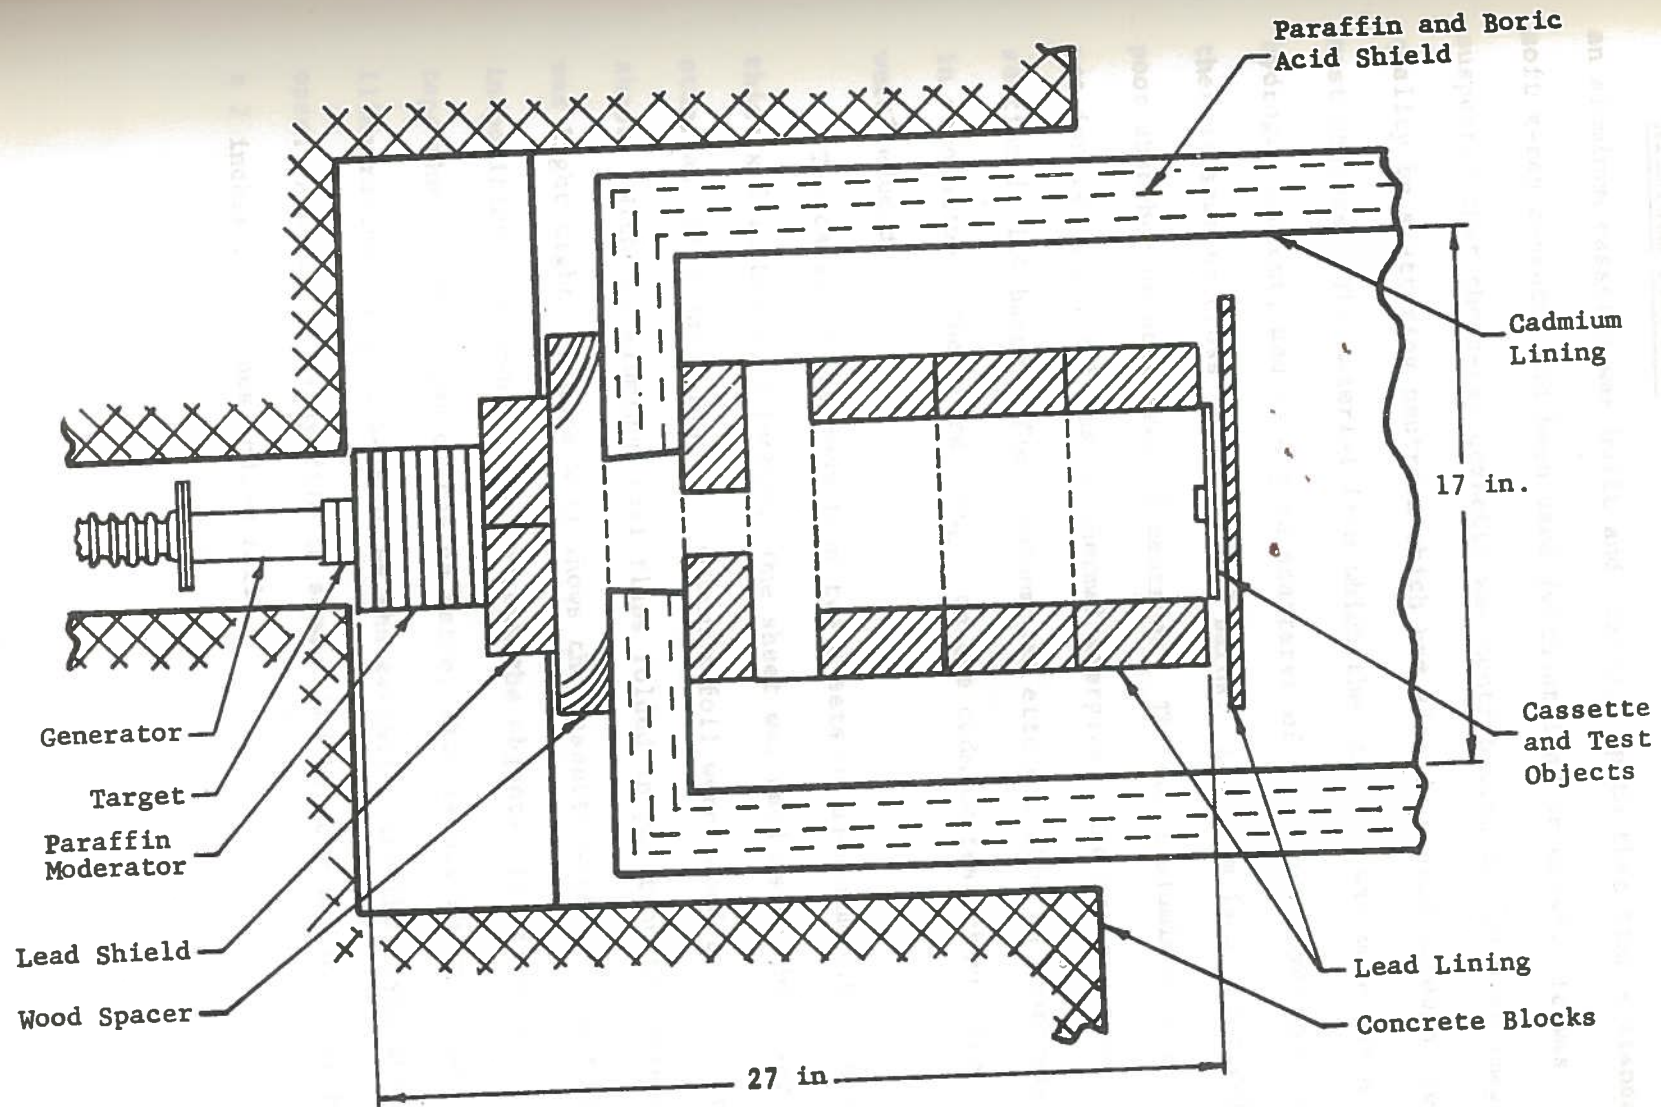 Paraffin and Boric
Acid Shield
Cadmium
Lining
17 in.
Cassette
and Test
Objects
Generator
Target
Paraffin
Moderator
Lead Shield
Wood Spacer
Lead Lining
Concrete Blocks
27 in